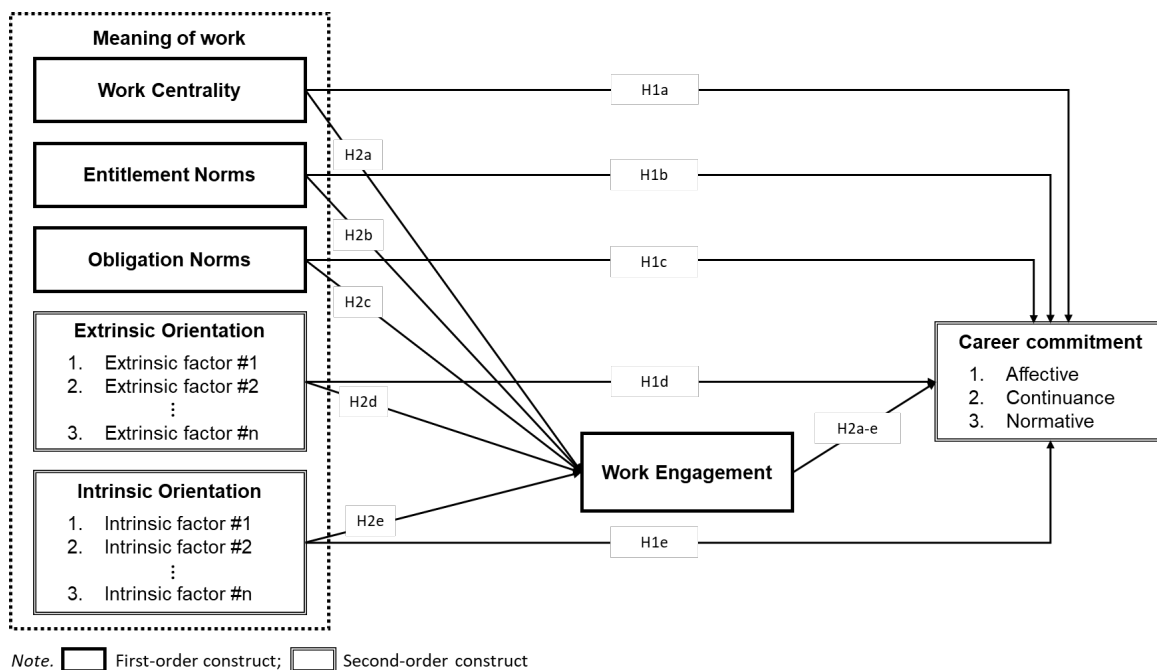 Meaning of work
Work Centrality
H1a
H2a
Entitlement Norms
H1b
H2b
Obligation Norms
H1c
H2c
Extrinsic Orientation
1. Extrinsic factor #1
2. Extrinsic factor #2
⋮
3. Extrinsic factor #n
H1d
H2d
Career commitment
1. Affective
2. Continuance
3. Normative
H2a-e
Work Engagement
Intrinsic Orientation
1. Intrinsic factor #1
2. Intrinsic factor #2
⋮
3. Intrinsic factor #n
H2e
H1e
Note. First-order construct; Second-order construct